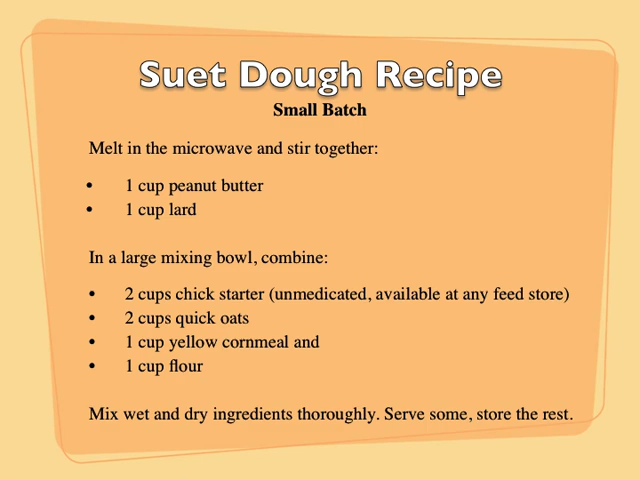 Suet Dough Recipe
Small Batch
Melt in the microwave and stir together:
• 1 cup peanut butter
• 1 cup lard
In a large mixing bowl, combine:
• 2 cups chick starter (unmedicated, available at any feed store)
• 2 cups quick oats
• 1 cup yellow cornmeal and
• 1 cup flour
Mix wet and dry ingredients thoroughly. Serve some, store the rest.